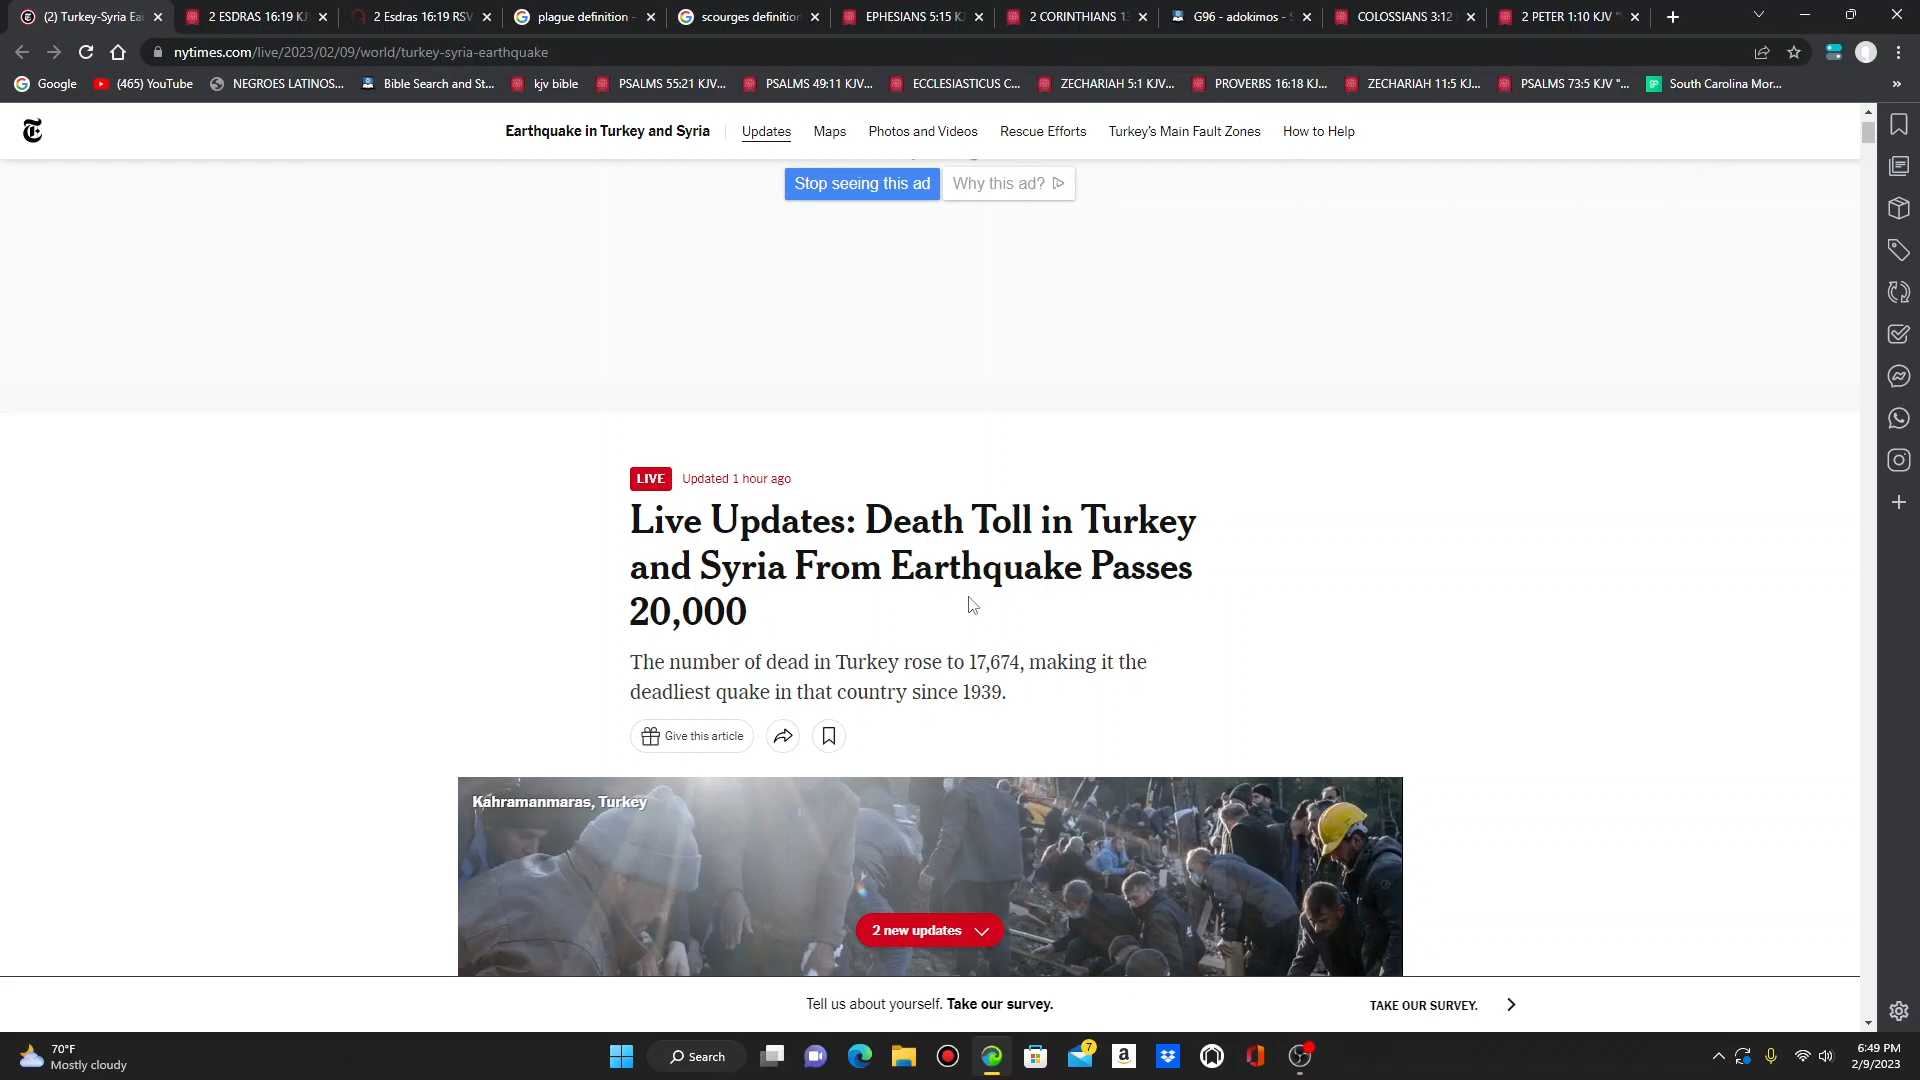 (2) Turkey-Syria Ea
2 ESDRAS 16:19 KJ
2 Esdras 16:19 RSV
plague definition -
scourges definition
EPHESIANS 5:15 KJ
2 CORINTHIANS 13
G96 - adokimos - S
COLOSSIANS 3:12
2 PETER 1:10 KJV "
nytimes.com/live/2023/02/09/world/turkey-syria-earthquake
Google
(465) YouTube
NEGROES LATINOS...
Bible Search and St...
kjv bible
PSALMS 55:21 KJV...
PSALMS 49:11 KJV...
ECCLESIASTICUS C...
ZECHARIAH 5:1 KJV...
PROVERBS 16:18 KJ...
ZECHARIAH 11:5 KJ...
PSALMS 73:5 KJV "...
South Carolina Mor...
Earthquake in Turkey and Syria
Updates
Maps
Photos and Videos
Rescue Efforts
Turkey's Main Fault Zones
How to Help
Stop seeing this ad
Why this ad?
LIVE Updated 1 hour ago
Live Updates: Death Toll in Turkey
and Syria From Earthquake Passes
20,000
The number of dead in Turkey rose to 17,674, making it the
deadliest quake in that country since 1939.
Give this article
Kahramanmaras, Turkey
2 new updates
Tell us about yourself. Take our survey.
TAKE OUR SURVEY.
70°F
Mostly cloudy
Search
7
6:49 PM
2/9/2023